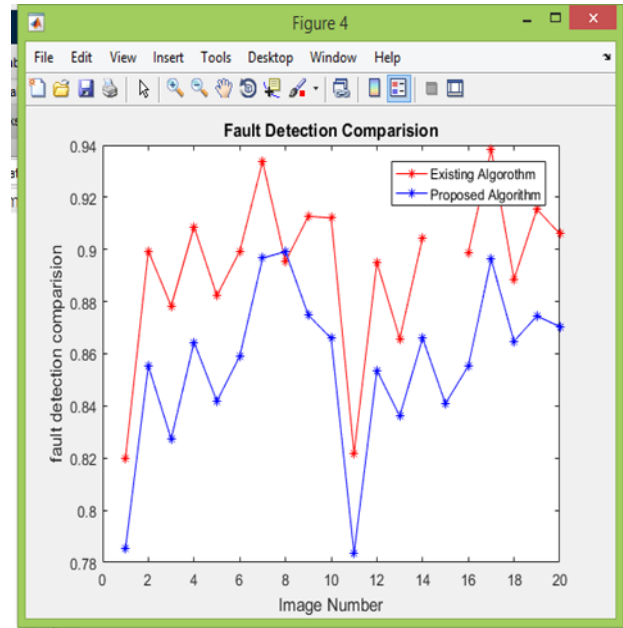 Figure 4
File Edit View Insert Tools Desktop Window Help
Fault Detection Comparision
Existing Algorothm
Proposed Algorithm
fault detection comparision
0.94
0.92
0.9
0.88
0.86
0.84
0.82
0.8
0.78
0 2 4 6 8 10 12 14 16 18 20
Image Number